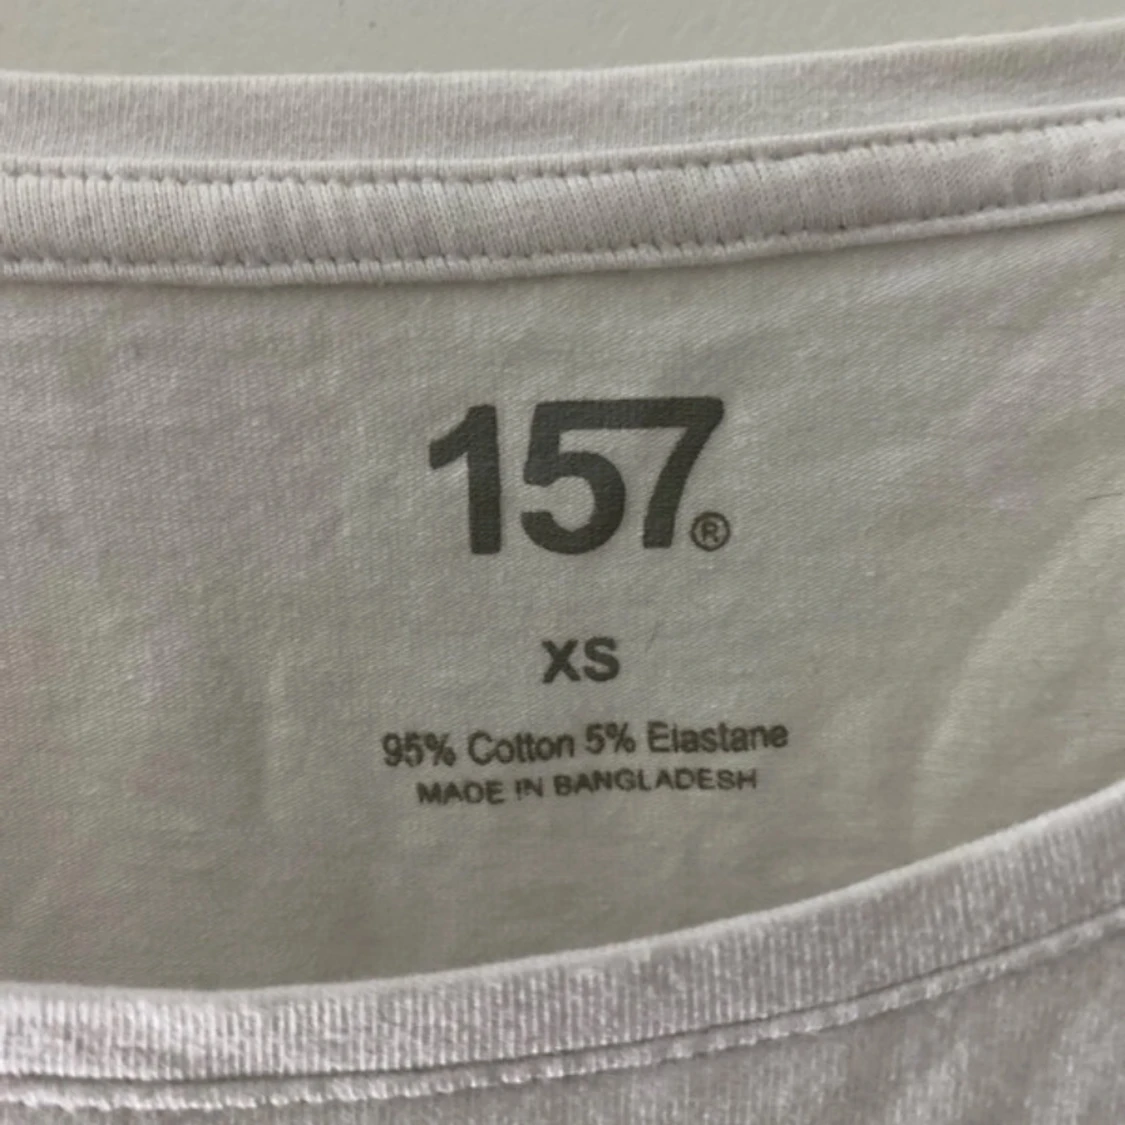 157®
XS
95% Cotton 5% Elastane
MADE IN BANGLADESH